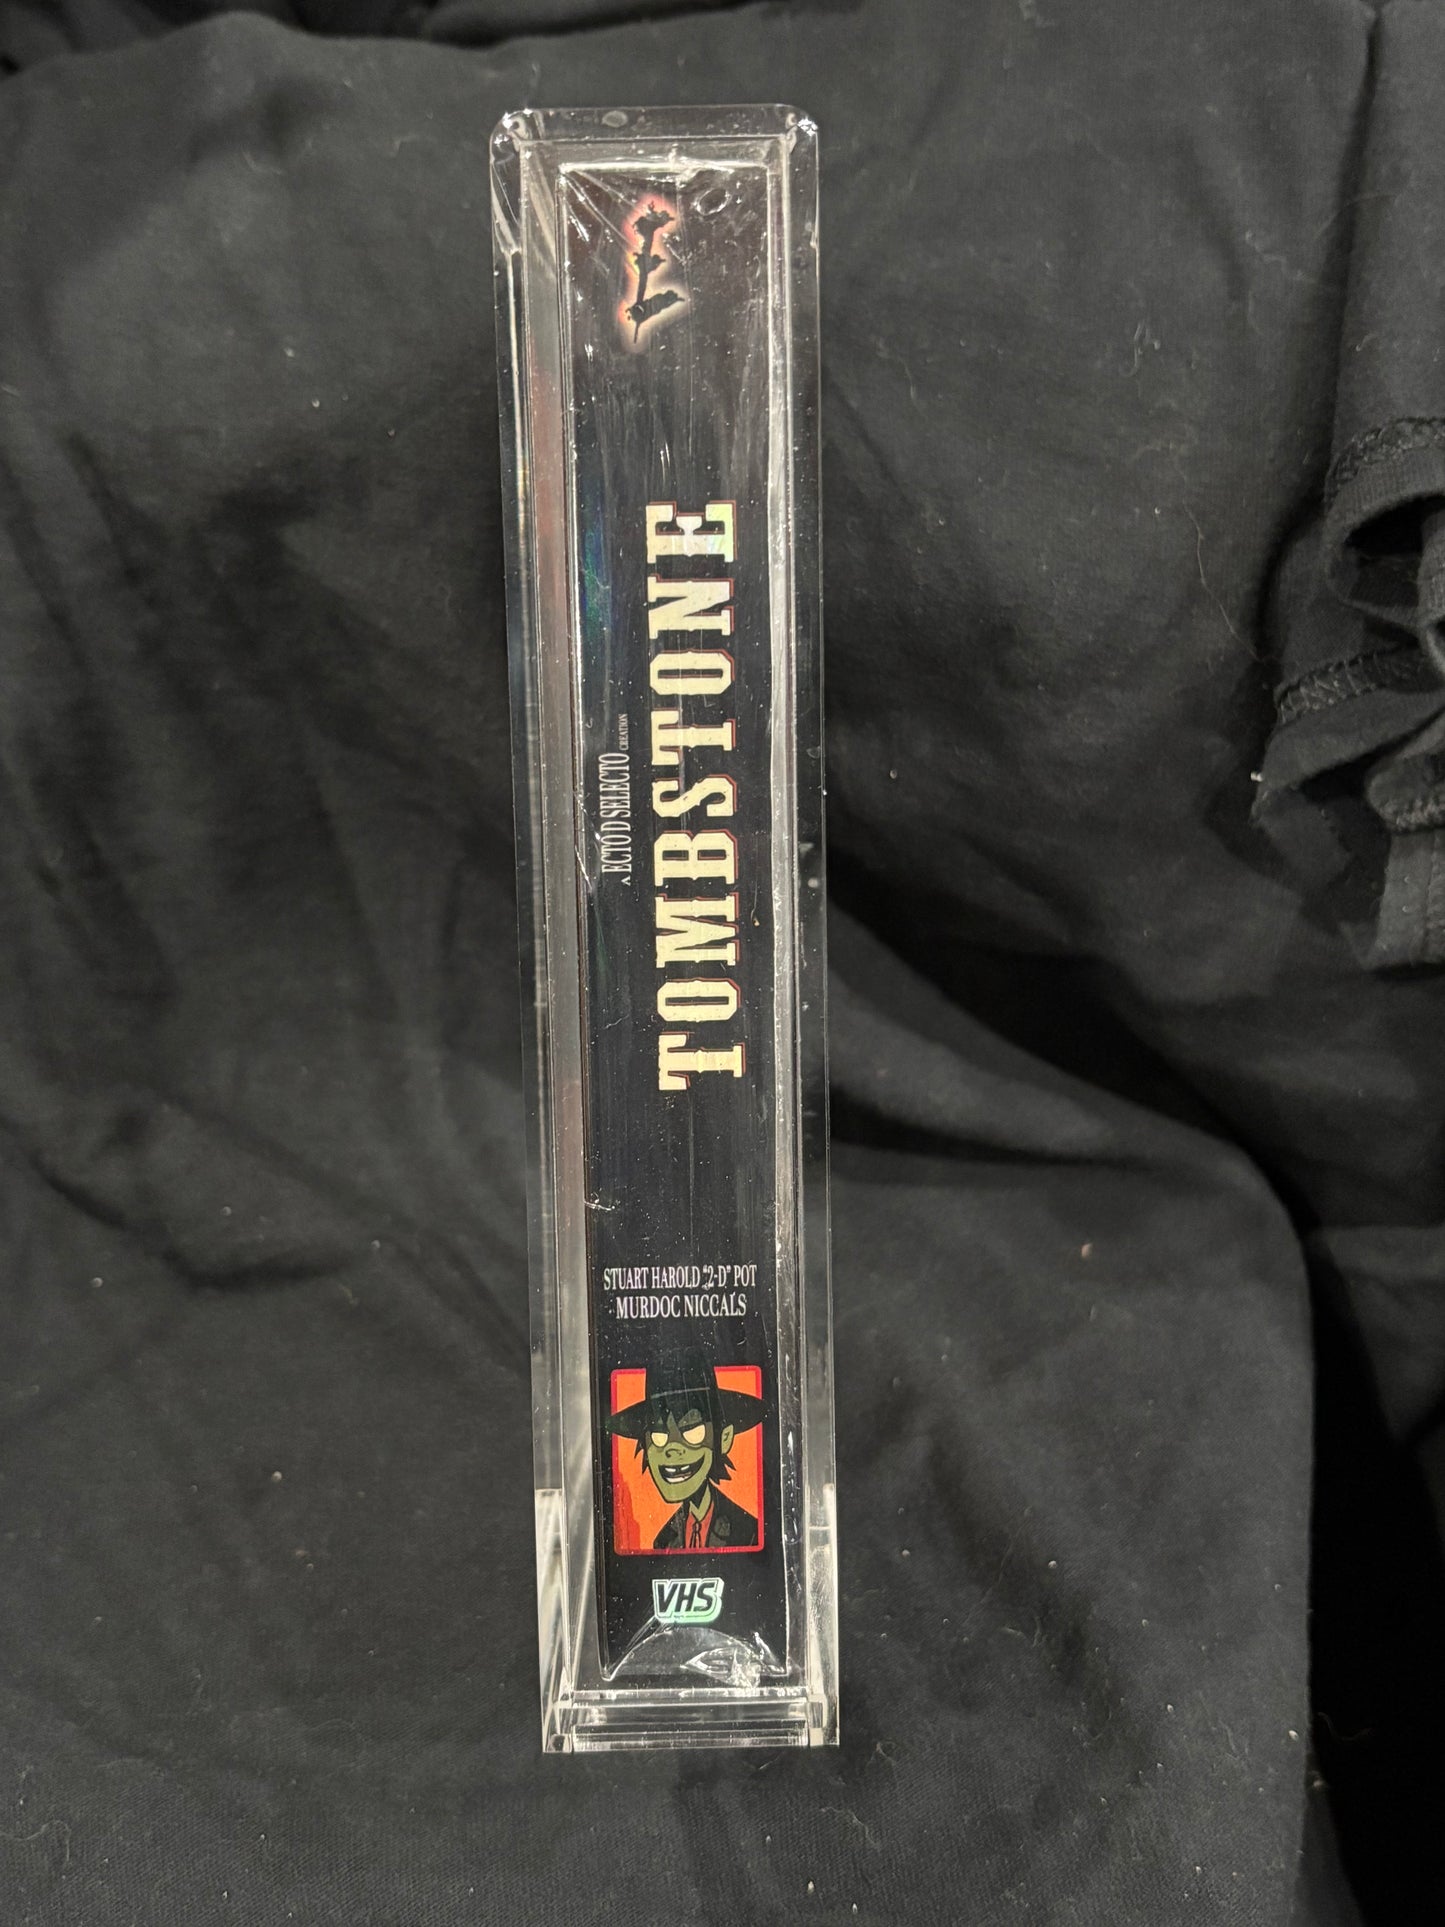 A ECTO D SELECTO CREATION
TOMBSTONE
STUART HAROLD "2-D" POT
MURDOC NICCALS
VHS